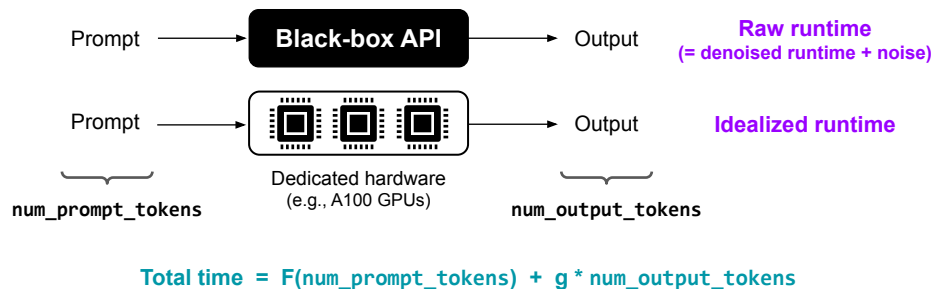 Prompt
Black-box API
Output
Raw runtime
(= denoised runtime + noise)
Prompt
Output
Idealized runtime
Dedicated hardware
(e.g., A100 GPUs)
num_prompt_tokens
num_output_tokens
Total time = F(num_prompt_tokens) + g * num_output_tokens